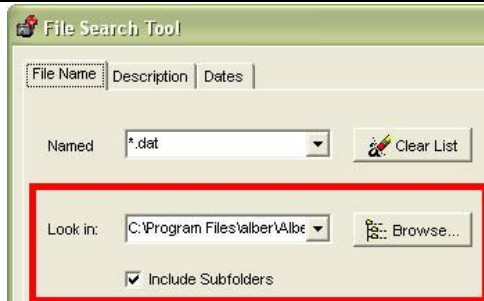 File Search Tool
File Name Description Dates
Named *.dat Clear List
Look in: C:\Program Files\alber\Albe Browse...
Include Subfolders